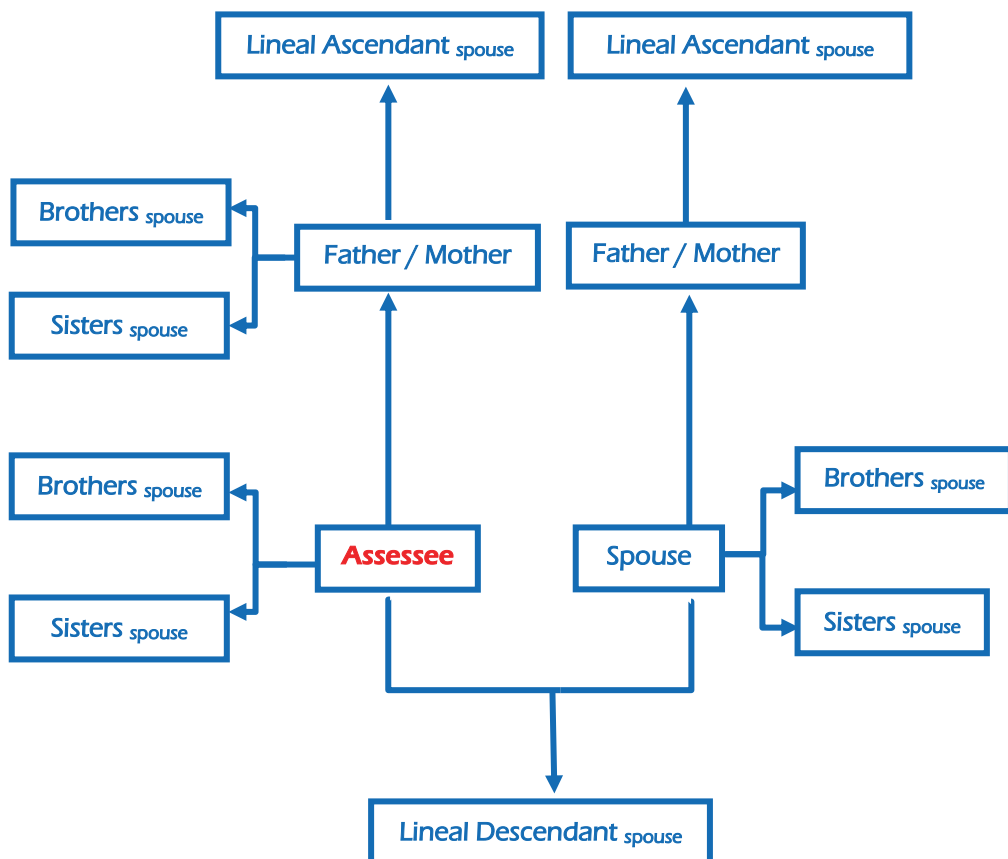 Lineal Ascendant spouse
Lineal Ascendant spouse
Brothers spouse
Father / Mother
Father / Mother
Sisters spouse
Brothers spouse
Brothers spouse
Assessee
Spouse
Sisters spouse
Sisters spouse
Lineal Descendant spouse